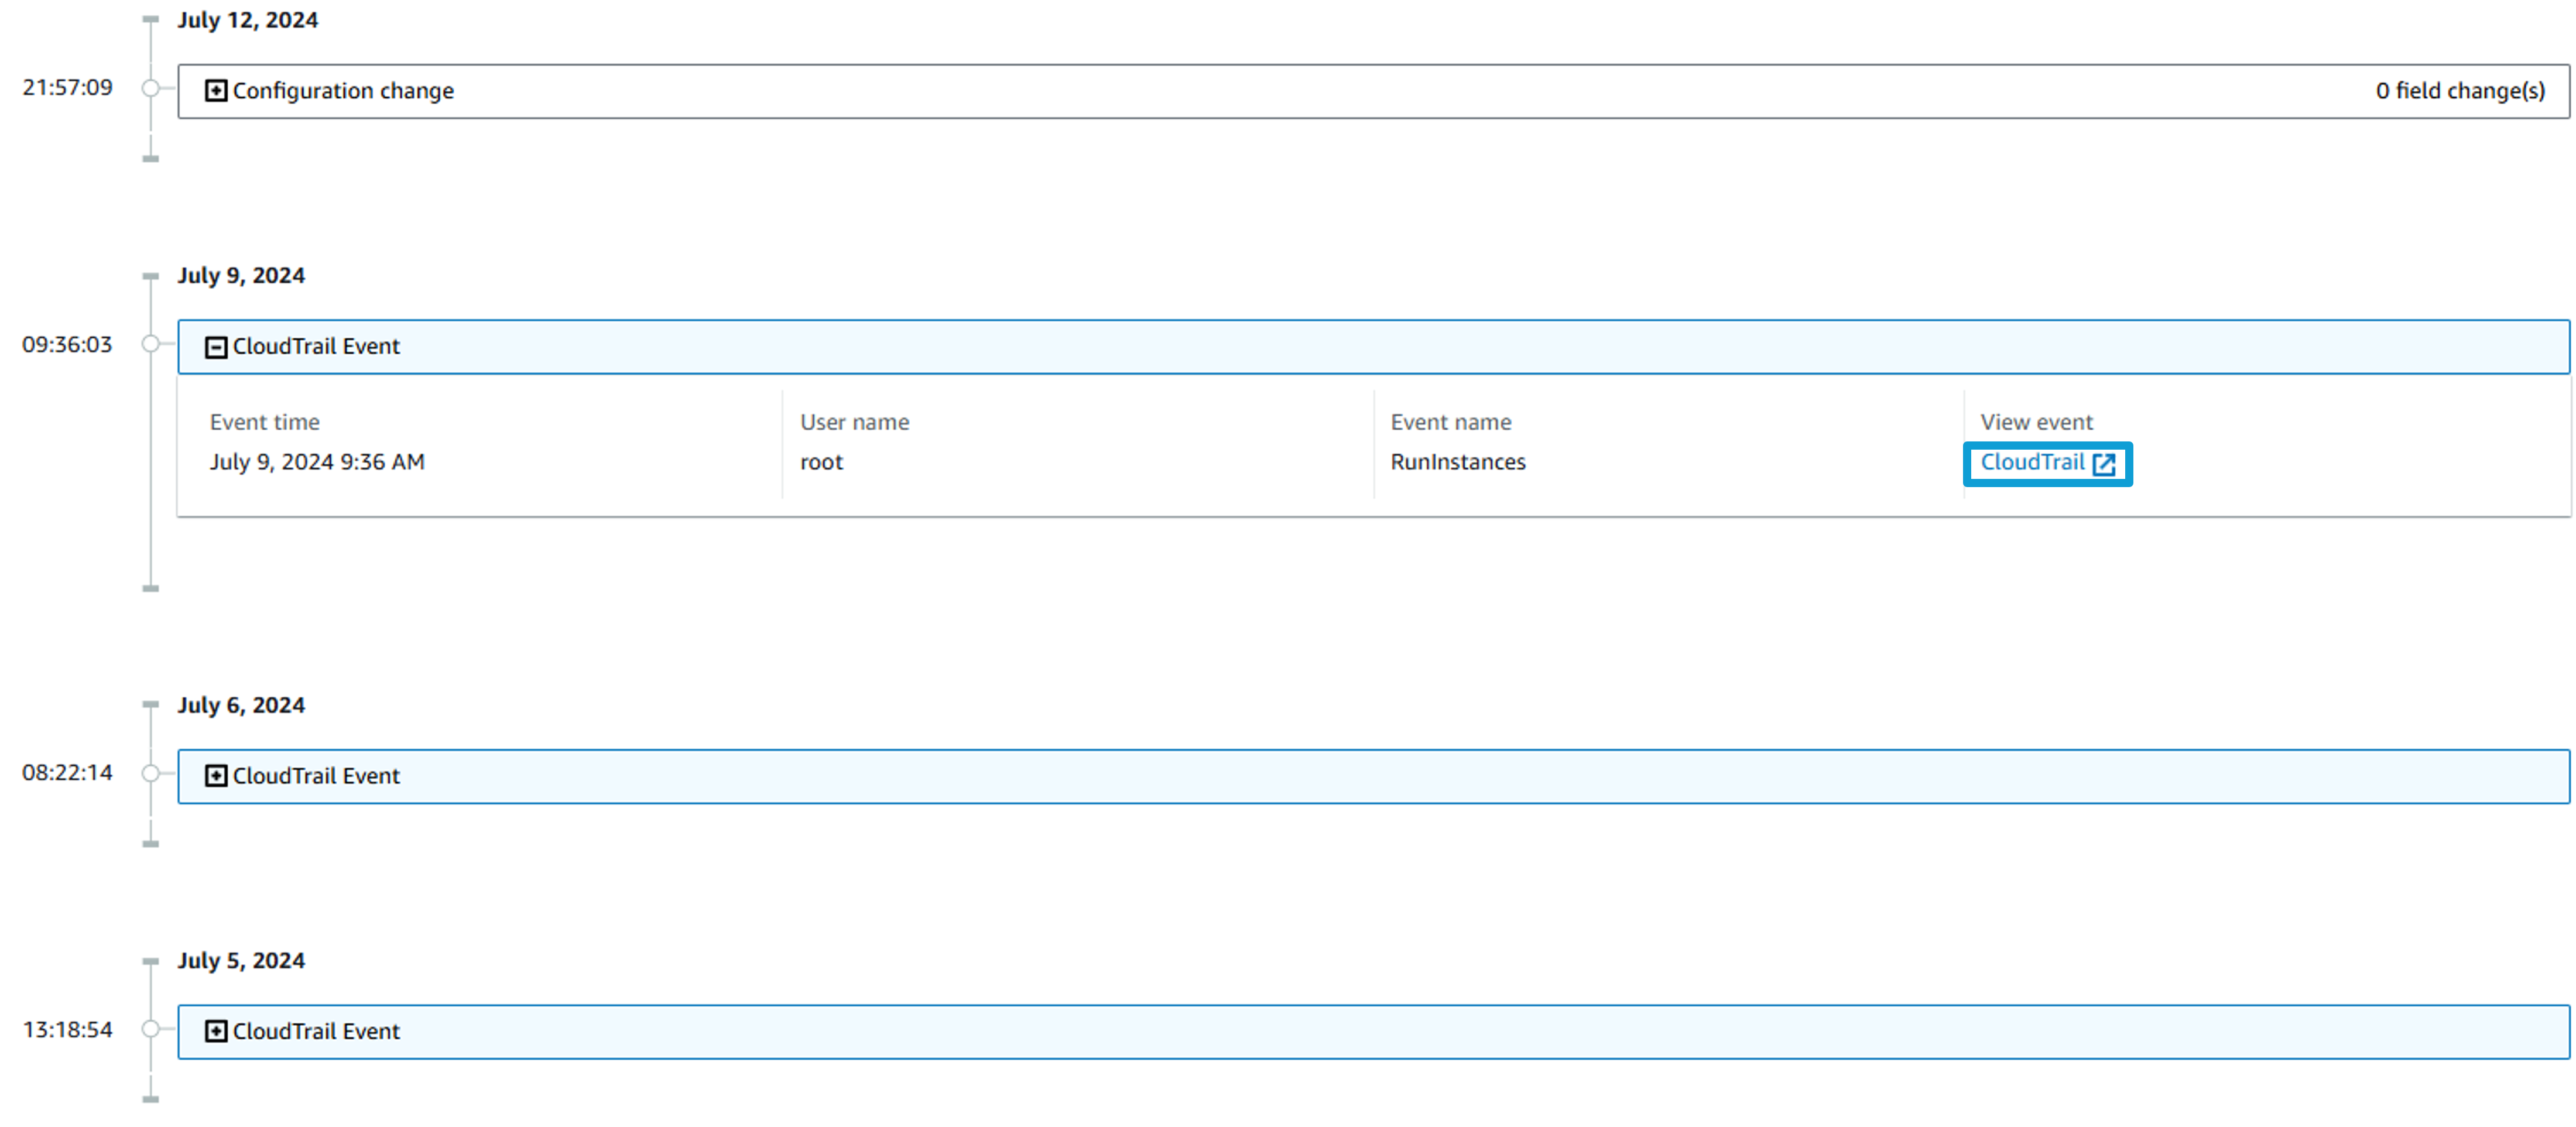 July 12, 2024
21:57:09
Configuration change
0 field change(s)
July 9, 2024
09:36:03
CloudTrail Event
Event time
July 9, 2024 9:36 AM
User name
root
Event name
RunInstances
View event
CloudTrail
July 6, 2024
08:22:14
CloudTrail Event
July 5, 2024
13:18:54
CloudTrail Event